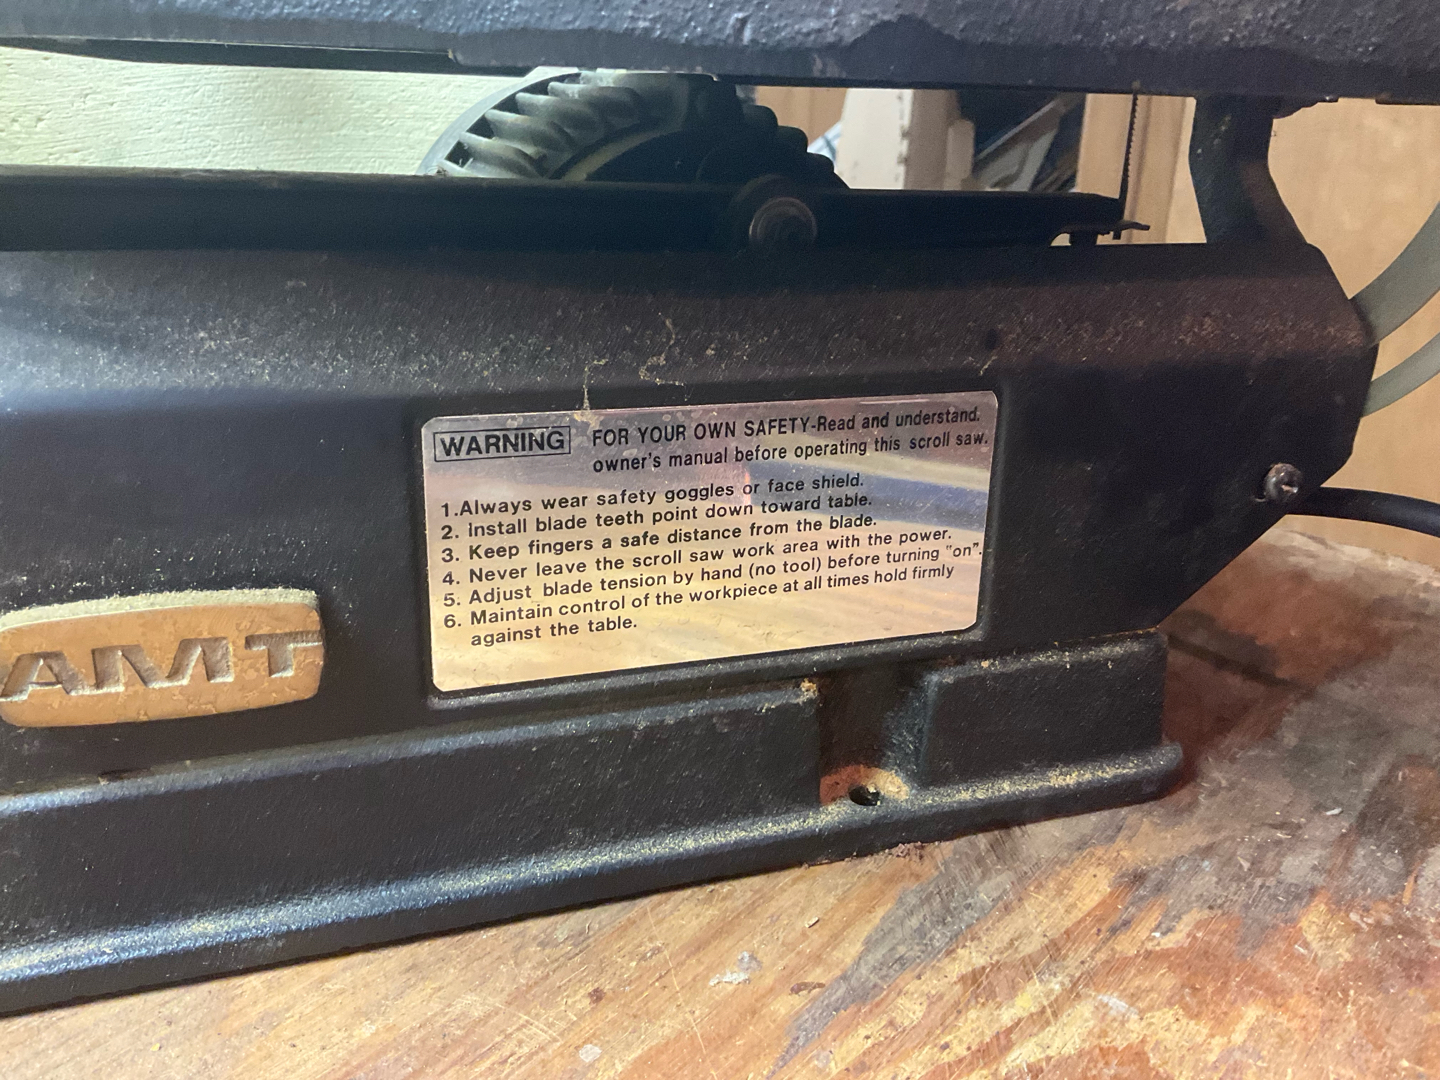 WARNING FOR YOUR OWN SAFETY-Read and understand.
owner's manual before operating this scroll saw.
1.Always wear safety goggles or face shield.
2. Install blade teeth point down toward table.
3. Keep fingers a safe distance from the blade.
4. Never leave the scroll saw work area with the power.
5. Adjust blade tension by hand (no tool) before turning "on".
6. Maintain control of the workpiece at all times hold firmly
against the table.
AMT